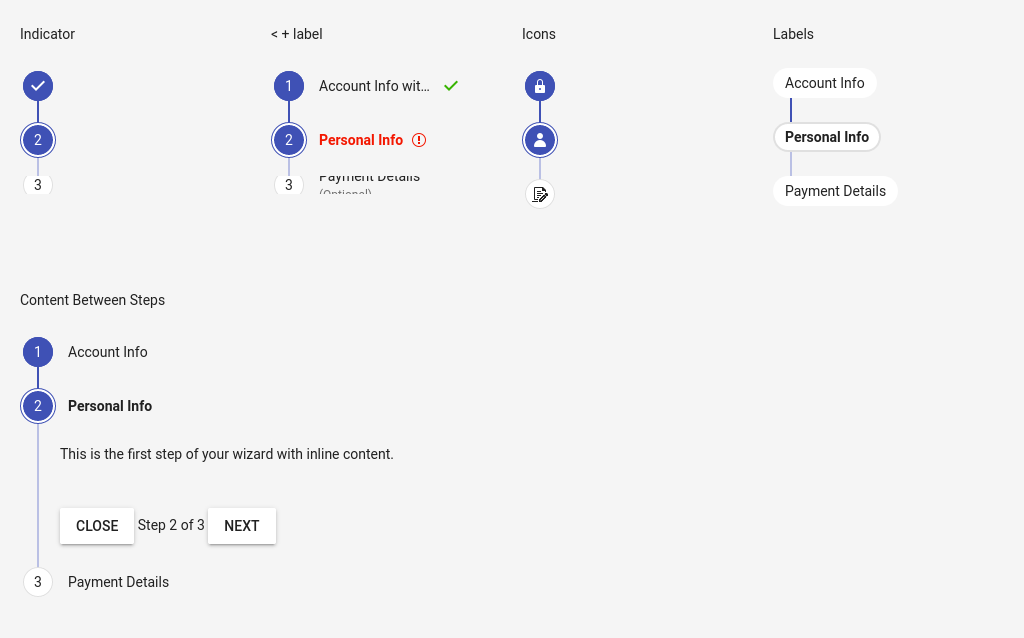 Indicator
< + label
Icons
Labels
2
3
1
Account Info wit…
2
Personal Info
3
Payment Details
(Optional)
Account Info
Personal Info
Payment Details
Content Between Steps
1
Account Info
2
Personal Info
This is the first step of your wizard with inline content.
CLOSE Step 2 of 3 NEXT
3
Payment Details